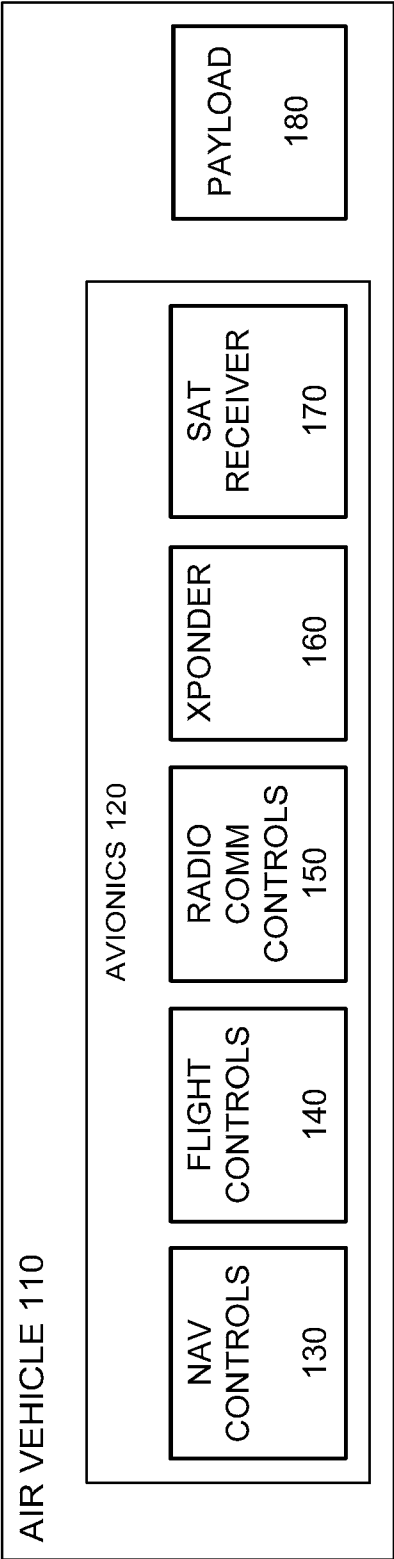 AIR VEHICLE 110
AVIONICS 120
NAV
CONTROLS
130
FLIGHT
CONTROLS
140
RADIO
COMM
CONTROLS
150
XPONDER
160
SAT
RECEIVER
170
PAYLOAD
180